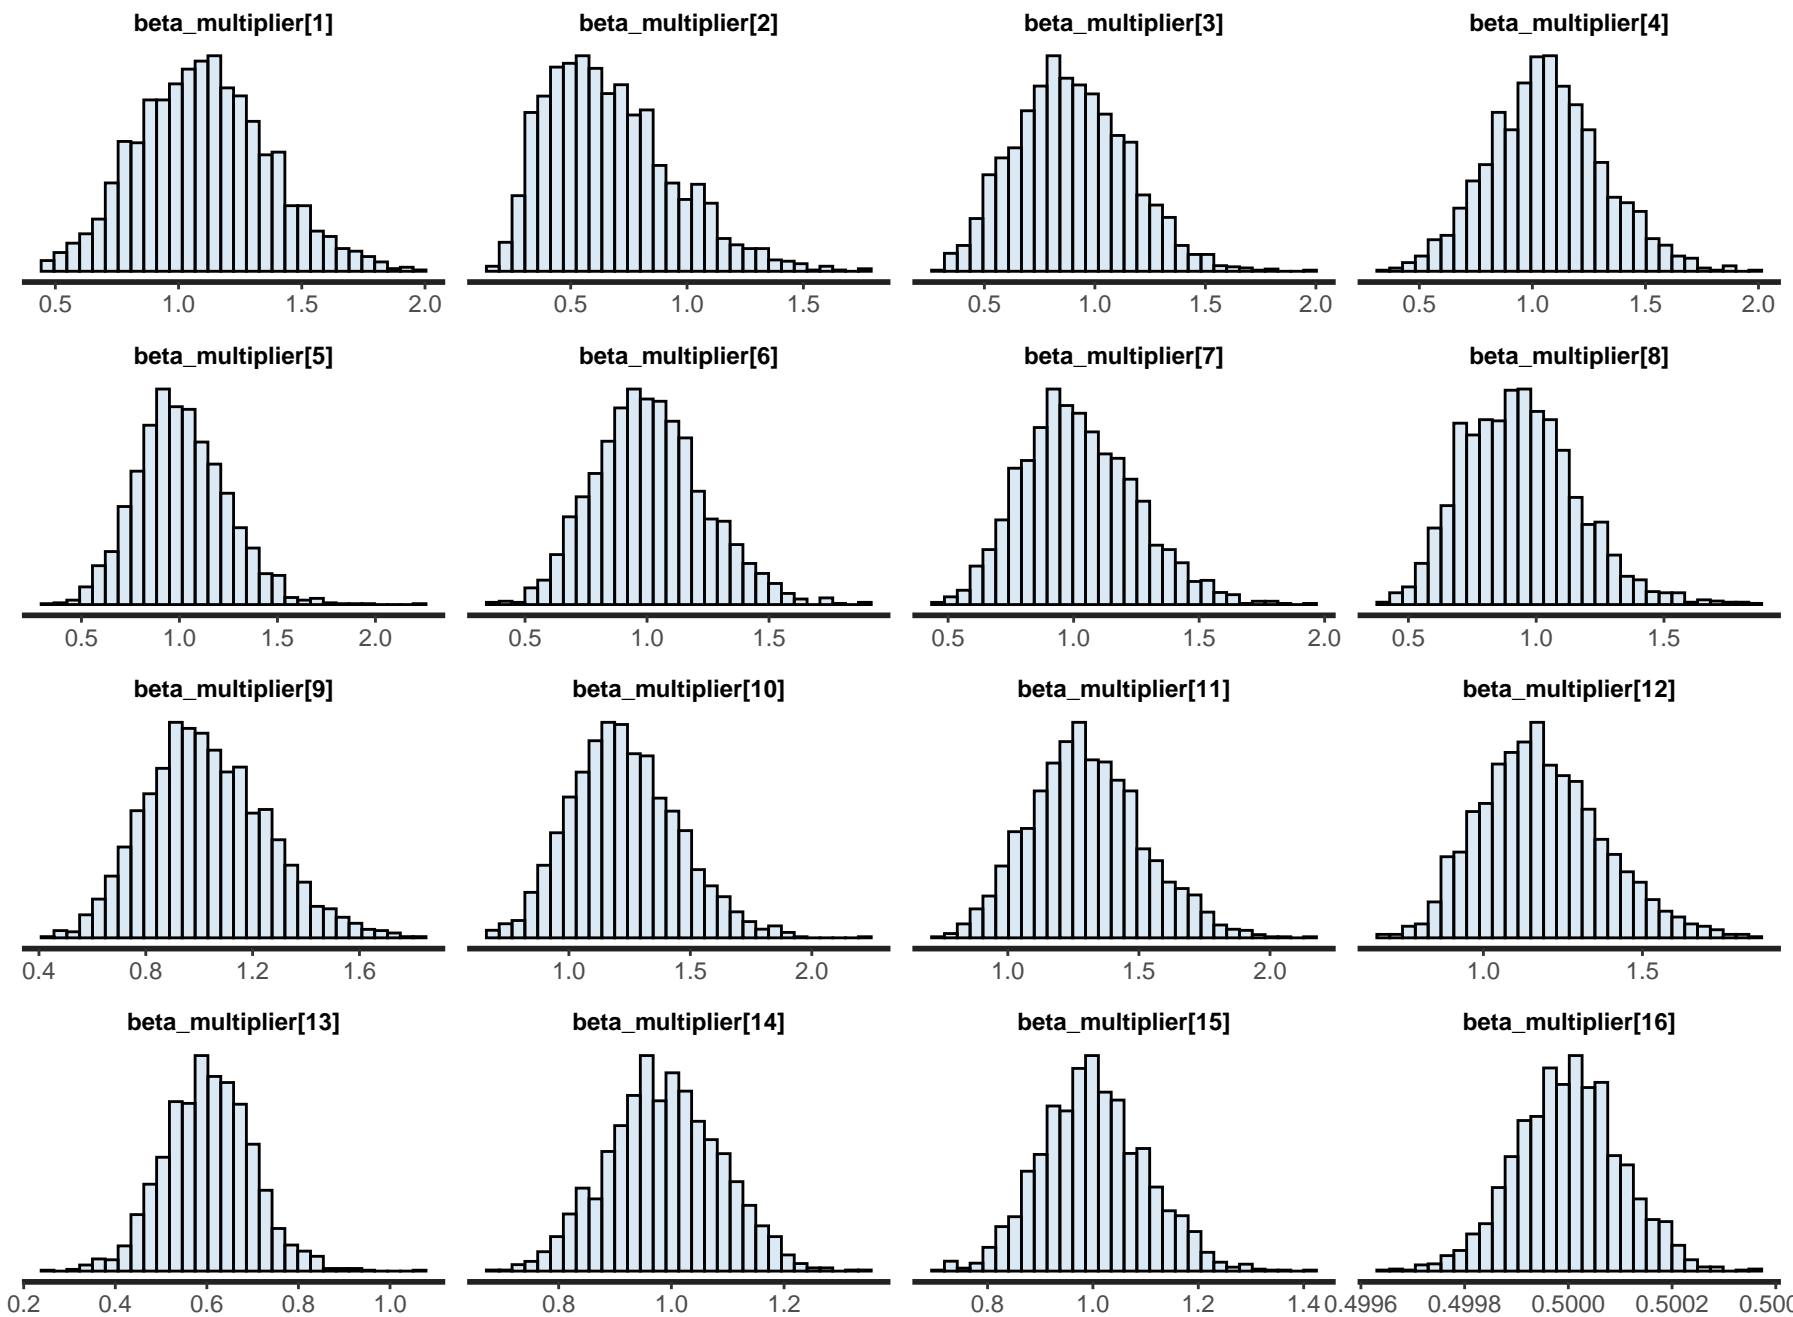 beta_multiplier[1] beta_multiplier[2] beta_multiplier[3] beta_multiplier[4]
0.5 1.0 1.5 2.0 0.5 1.0 1.5 0.5 1.0 1.5 2.0 0.5 1.0 1.5 2.0
beta_multiplier[5] beta_multiplier[6] beta_multiplier[7] beta_multiplier[8]
0.5 1.0 1.5 2.0 0.5 1.0 1.5 0.5 1.0 1.5 2.0 0.5 1.0 1.5
beta_multiplier[9] beta_multiplier[10] beta_multiplier[11] beta_multiplier[12]
0.4 0.8 1.2 1.6 1.0 1.5 2.0 1.0 1.5 2.0 1.0 1.5
beta_multiplier[13] beta_multiplier[14] beta_multiplier[15] beta_multiplier[16]
0.2 0.4 0.6 0.8 1.0 0.8 1.0 1.2 0.8 1.0 1.2 1.4 0.4996 0.4998 0.5000 0.5002